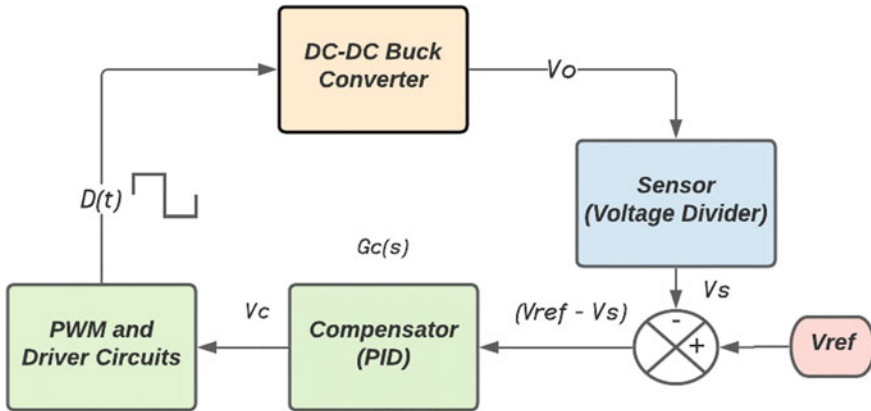 DC-DC Buck
Converter
Vo
Sensor
(Voltage Divider)
D(t)
Gc(s)
Vs
Vc
(Vref - Vs)
-
+
PWM and
Driver Circuits
Compensator
(PID)
Vref